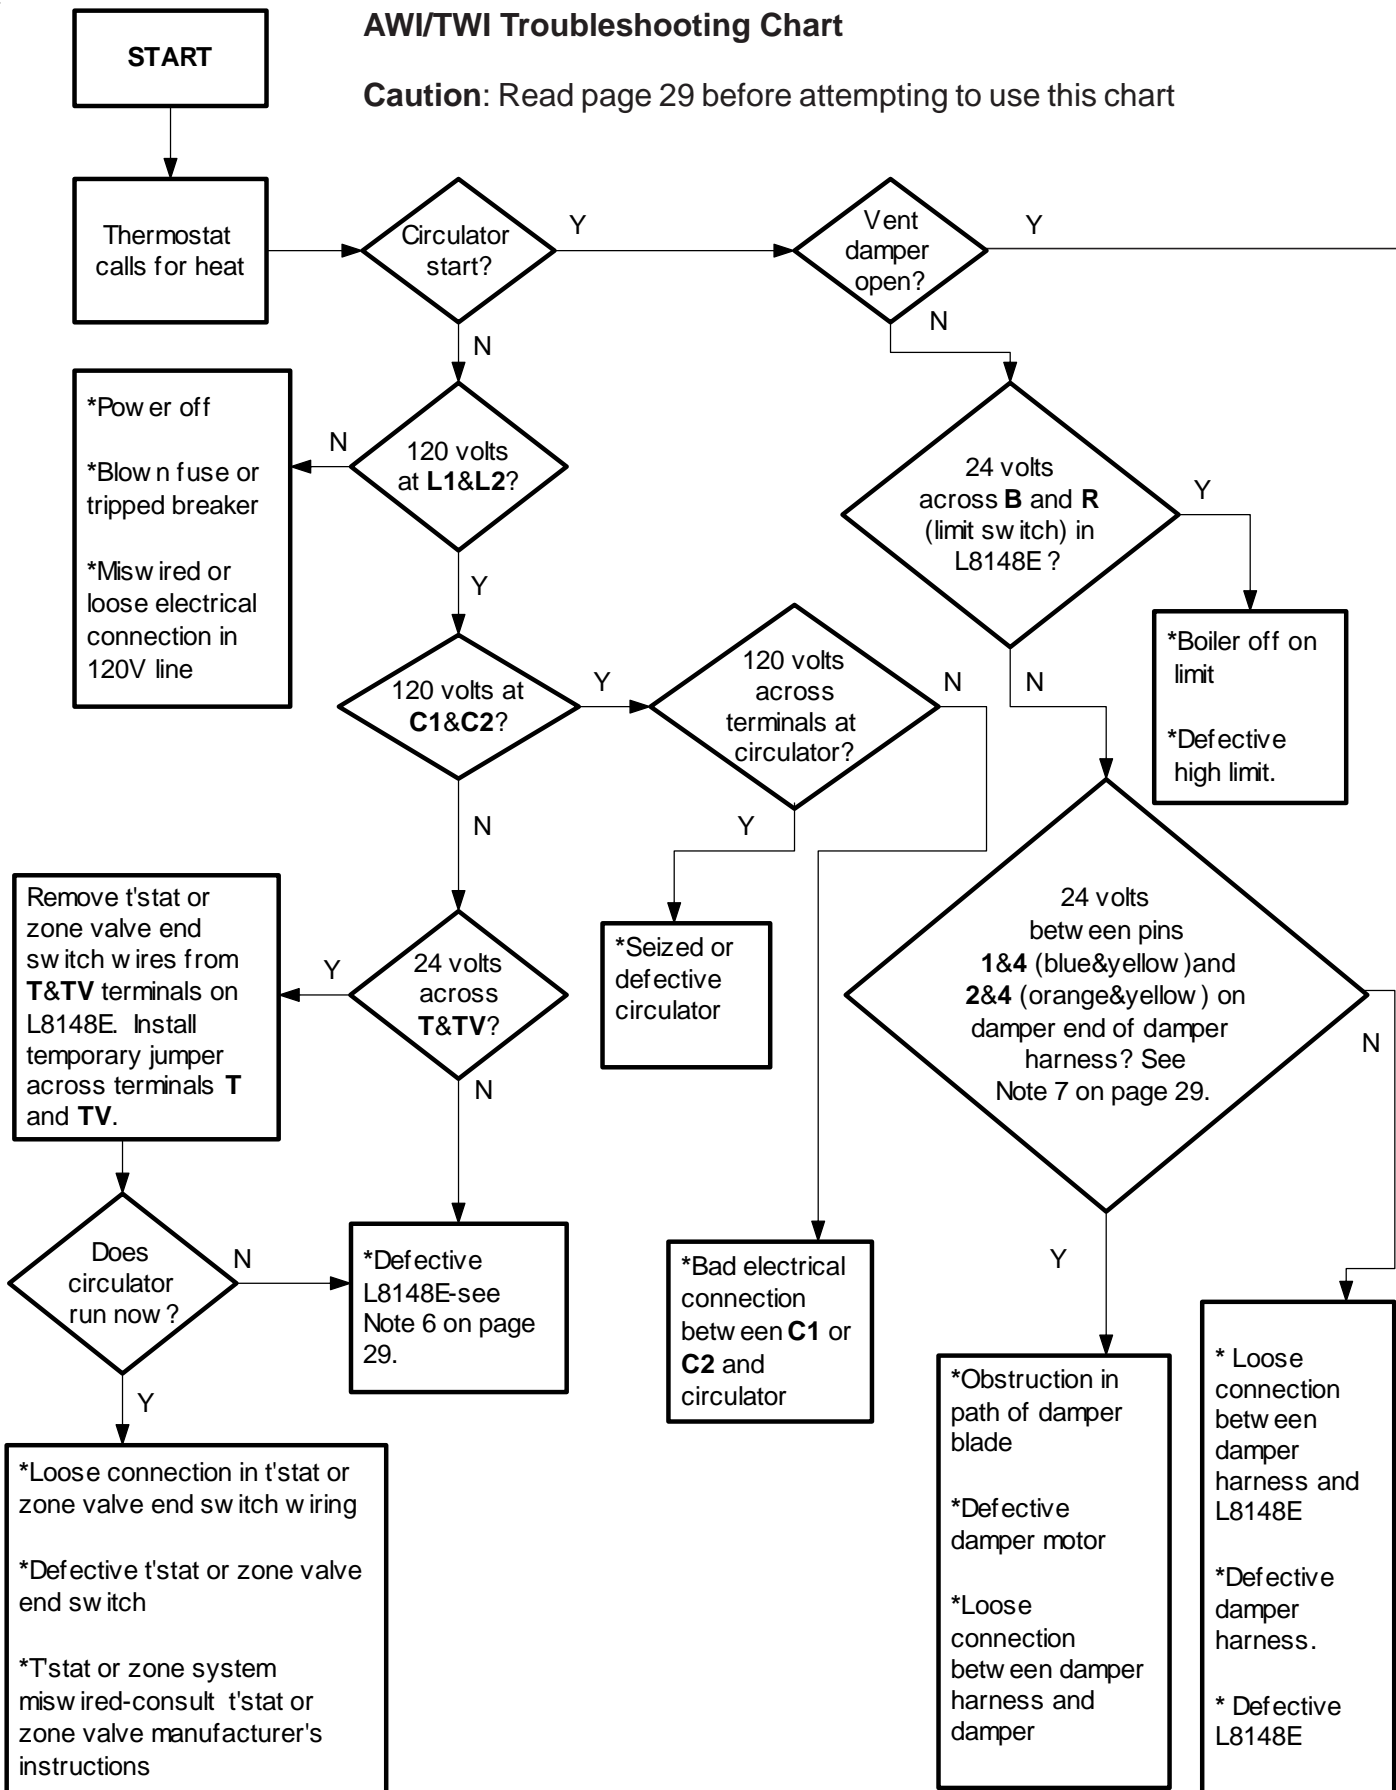 AWI/TWI Troubleshooting Chart
START
Caution: Read page 29 before attempting to use this chart
Thermostat
calls for heat
Circulator
start?
Y
Vent
damper
open?
Y
N
N
*Power off
*Blown fuse or
tripped breaker
*Miswired or
loose electrical
connection in
120V line
N
120 volts
at L1&L2?
Y
24 volts
across B and R
(limit switch) in
L8148E?
Y
N
*Boiler off on
limit
*Defective
high limit.
120 volts at
C1&C2?
Y
N
120 volts
across
terminals at
circulator?
N
Y
Remove t'stat or
zone valve end
switch wires from
T&TV terminals on
L8148E. Install
temporary jumper
across terminals T
and TV.
Y
24 volts
across
T&TV?
N
*Seized or
defective
circulator
24 volts
between pins
1&4 (blue&yellow)and
2&4 (orange&yellow) on
damper end of damper
harness? See
Note 7 on page 29.
N
Y
Does
circulator
run now?
N
Y
*Defective
L8148E-see
Note 6 on page
29.
*Bad electrical
connection
between C1 or
C2 and
circulator
*Obstruction in
path of damper
blade
*Defective
damper motor
*Loose
connection
between damper
harness and
damper
* Loose
connection
between
damper
harness and
L8148E
*Defective
damper
harness.
* Defective
L8148E
*Loose connection in t'stat or
zone valve end switch wiring
*Defective t'stat or zone valve
end switch
*T'stat or zone system
miswired-consult t'stat or
zone valve manufacturer's
instructions